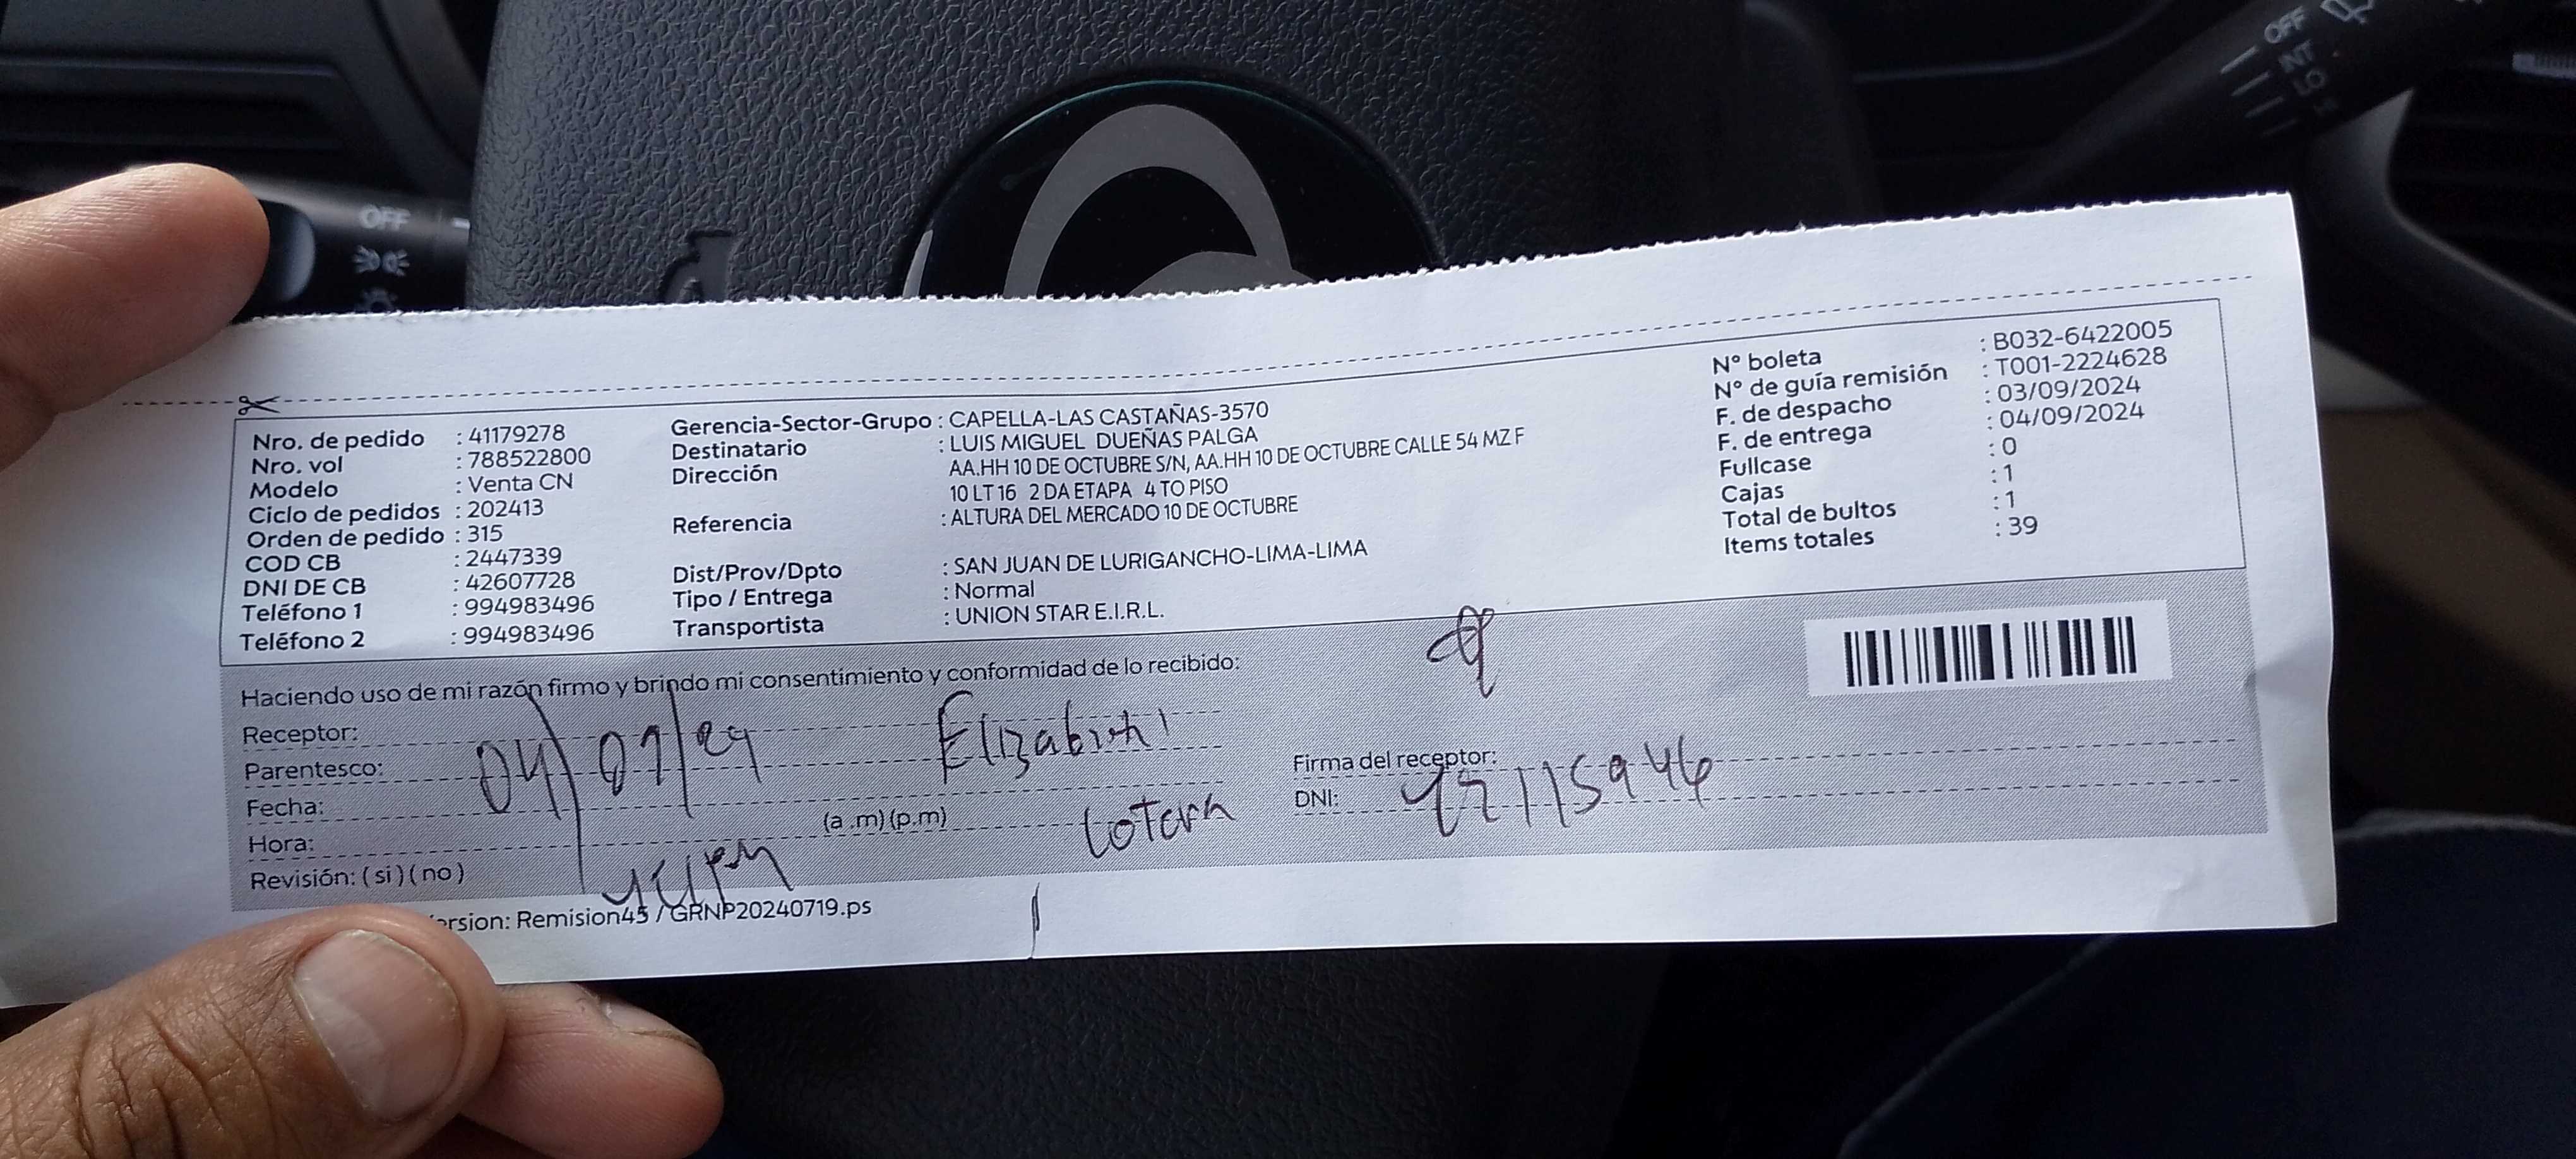 OFF
INT
LO
OFF
Nro. de pedido : 41179278
Nro. vol : 788522800
Modelo : Venta CN
Ciclo de pedidos : 202413
Orden de pedido : 315
COD CB : 2447339
DNI DE CB : 42607728
Teléfono 1 : 994983496
Teléfono 2 : 994983496
Gerencia-Sector-Grupo : CAPELLA-LAS CASTAÑAS-3570
Destinatario : LUIS MIGUEL DUEÑAS PALGA
Dirección AA.HH 10 DE OCTUBRE S/N, AA.HH 10 DE OCTUBRE CALLE 54 MZ F
10 LT 16 2 DA ETAPA 4 TO PISO
Referencia : ALTURA DEL MERCADO 10 DE OCTUBRE
Dist/Prov/Dpto : SAN JUAN DE LURIGANCHO-LIMA-LIMA
Tipo / Entrega : Normal
Transportista : UNION STAR E.I.R.L.
N° boleta : B032-6422005
N° de guía remisión : T001-2224628
F. de despacho : 03/09/2024
F. de entrega : 04/09/2024
Fullcase : 0
Cajas : 1
Total de bultos : 1
Items totales : 39
Haciendo uso de mi razón firmo y brindo mi consentimiento y conformidad de lo recibido:
Receptor:
Parentesco:
Fecha:
Hora: (a .m) (p.m)
Revisión: ( si ) ( no )
Elizabeth
Firma del receptor:
DNI:
ersion: Remision45 / GRNP20240719.ps